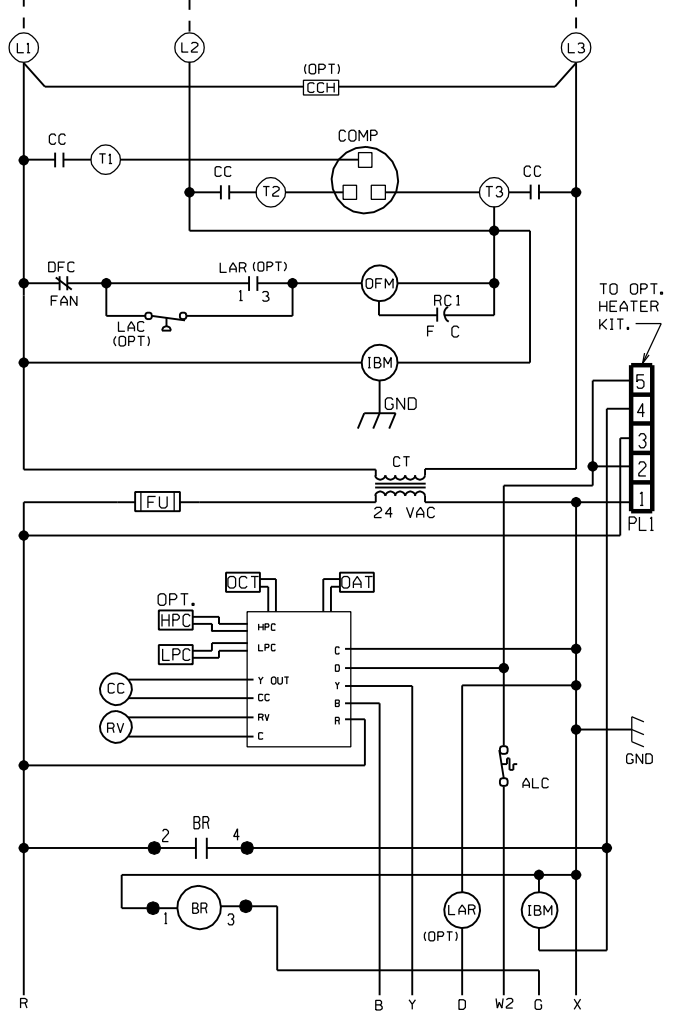 L1
L2
L3
(OPT)
CCH
COMP
CC
T1
CC
T2
T3
CC
DFC
FAN
LAR (OPT)
1 3
OFM
RC1
F C
LAC
(OPT)
TO OPT.
HEATER
KIT.
IBM
GND
5
4
3
2
1
PL1
CT
FU
24 VAC
OCT
OAT
OPT.
HPC
HPC
LPC
LPC
C
D
CC
Y OUT
Y
CC
B
RV
RV
R
C
GND
ALC
BR
2
4
BR
1
3
LAR
(OPT)
IBM
R
B
Y
D
W2
G
X